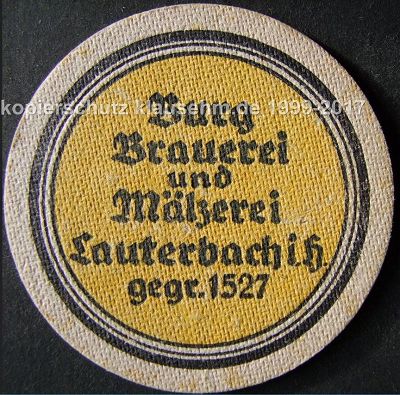 kopierschutz klausehm.de 1999-2017
Burg
Brauerei
und
Mälzerei
Lauterbach i.H.
gegr. 1527